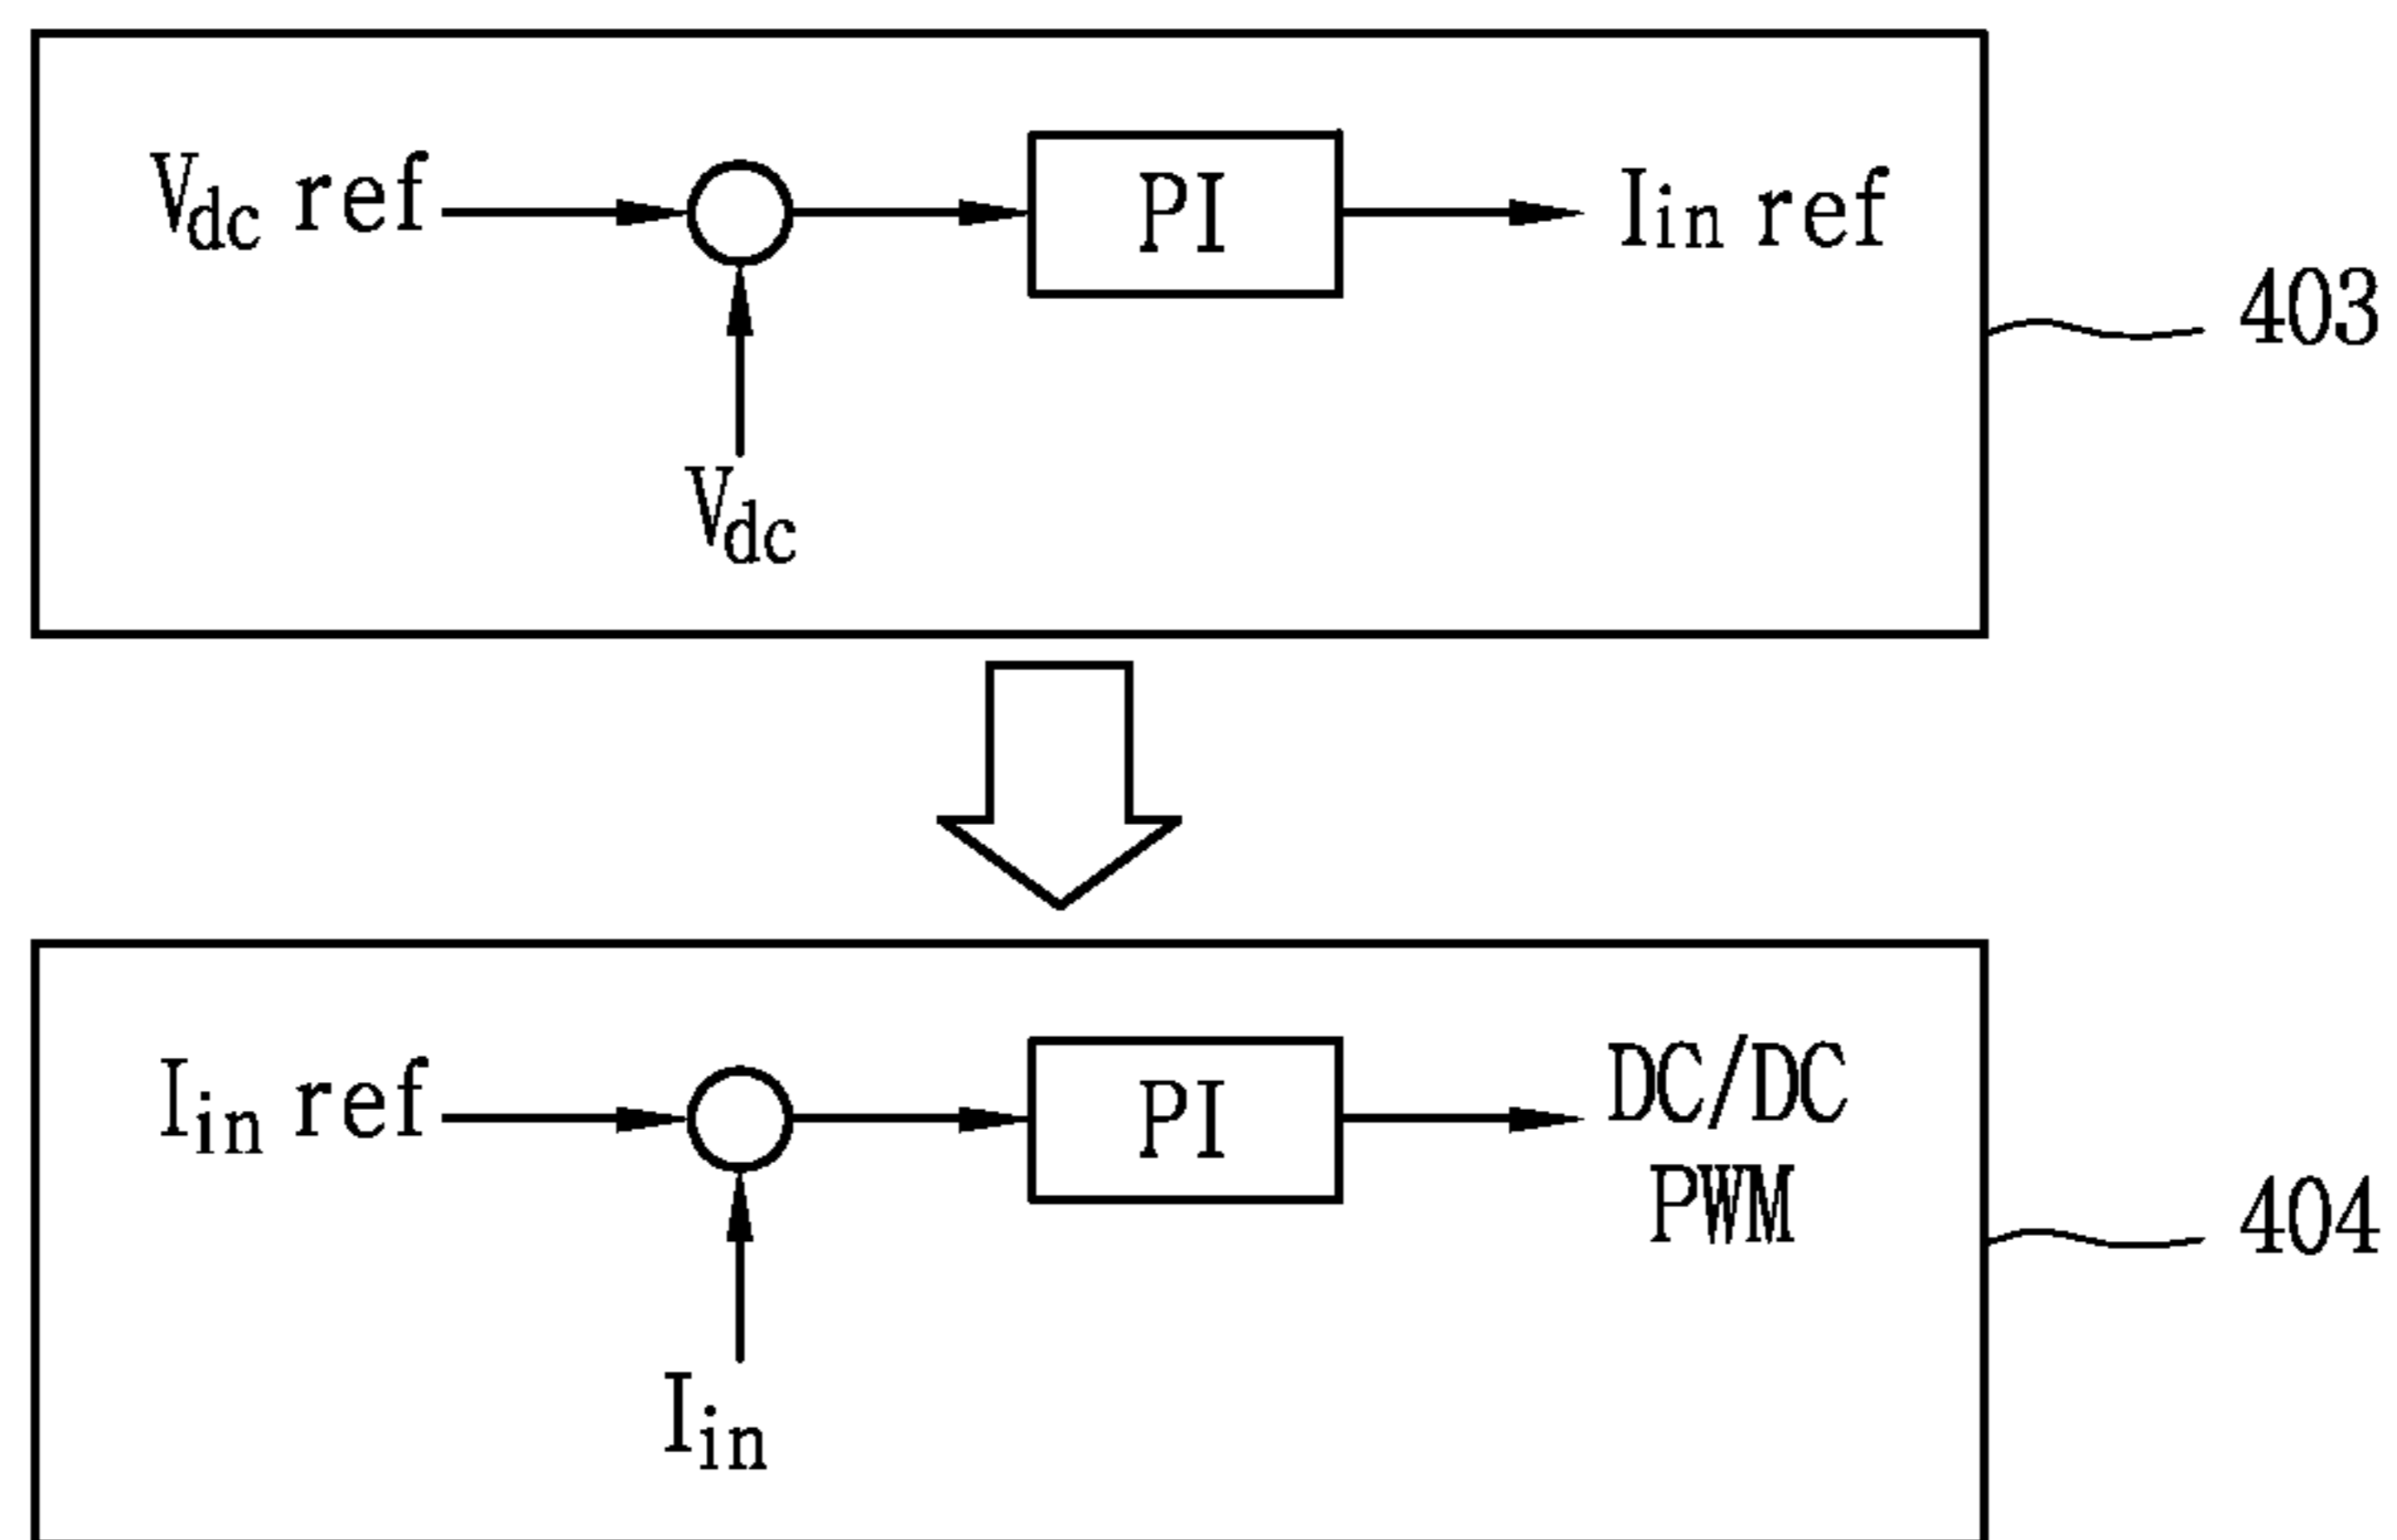 Vdc ref
PI
Iin ref
403
Vdc
Iin ref
PI
DC/DC
PWM
404
Iin